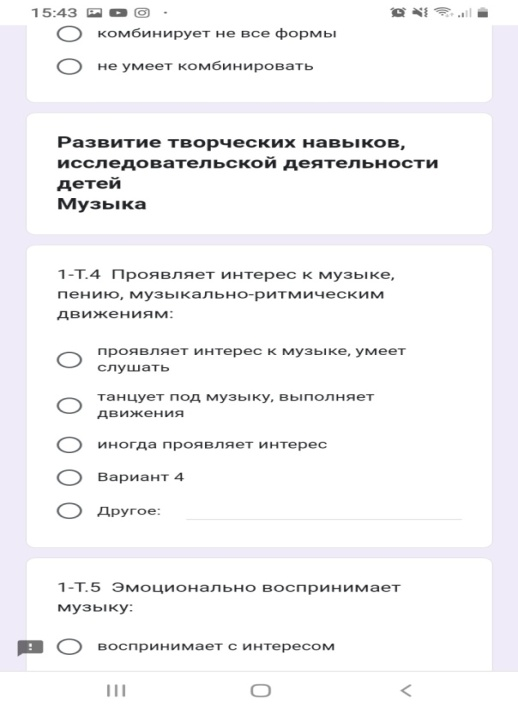 15:43
комбинирует не все формы
не умеет комбинировать
Развитие творческих навыков,
исследовательской деятельности
детей
Музыка
1-Т.4 Проявляет интерес к музыке,
пению, музыкально-ритмическим
движениям:
проявляет интерес к музыке, умеет
слушать
танцует под музыку, выполняет
движения
иногда проявляет интерес
Вариант 4
Другое:
1-Т.5 Эмоционально воспринимает
музыку:
воспринимает с интересом